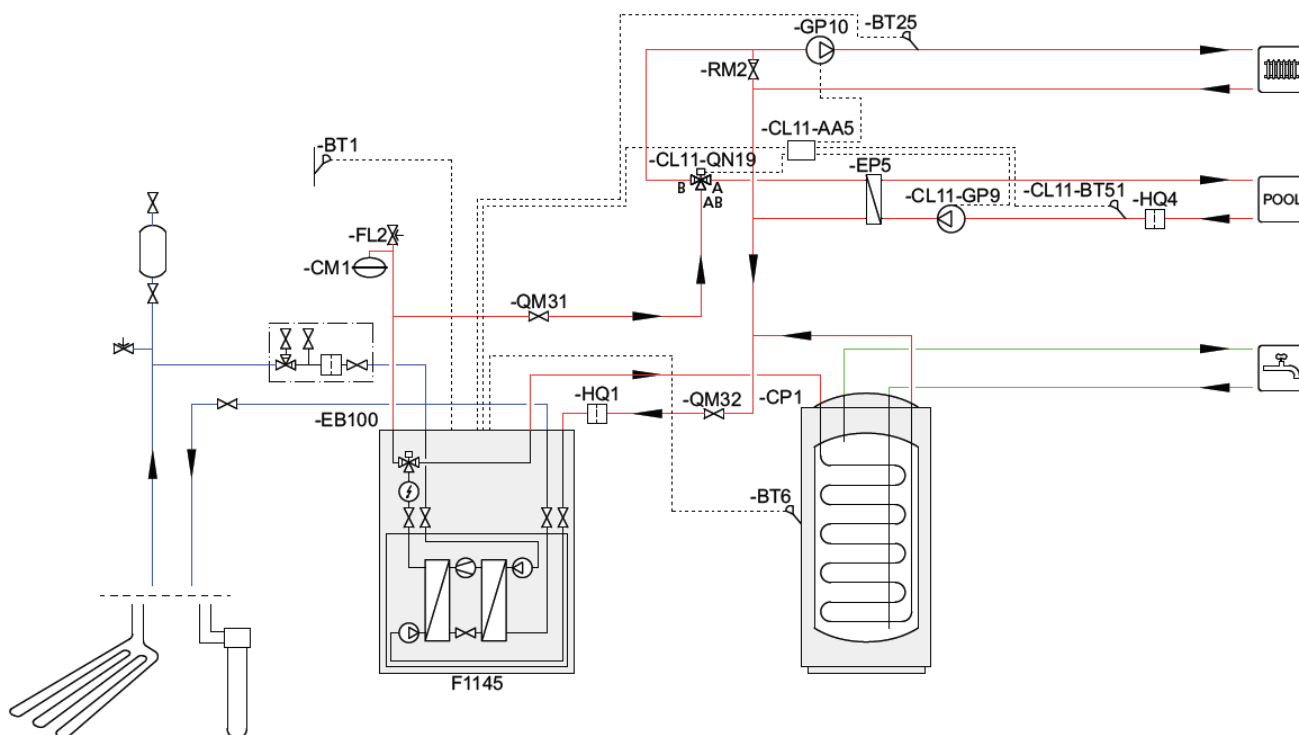 -GP10
-BT25
-RM2
-CL11-AA5
-BT1
-CL11-QN19
-EP5
B
A
AB
-CL11-GP9
-CL11-BT51
-HQ4
POOL
-FL2
-CM1
-QM31
-EB100
-HQ1
-QM32
-CP1
-BT6
F1145